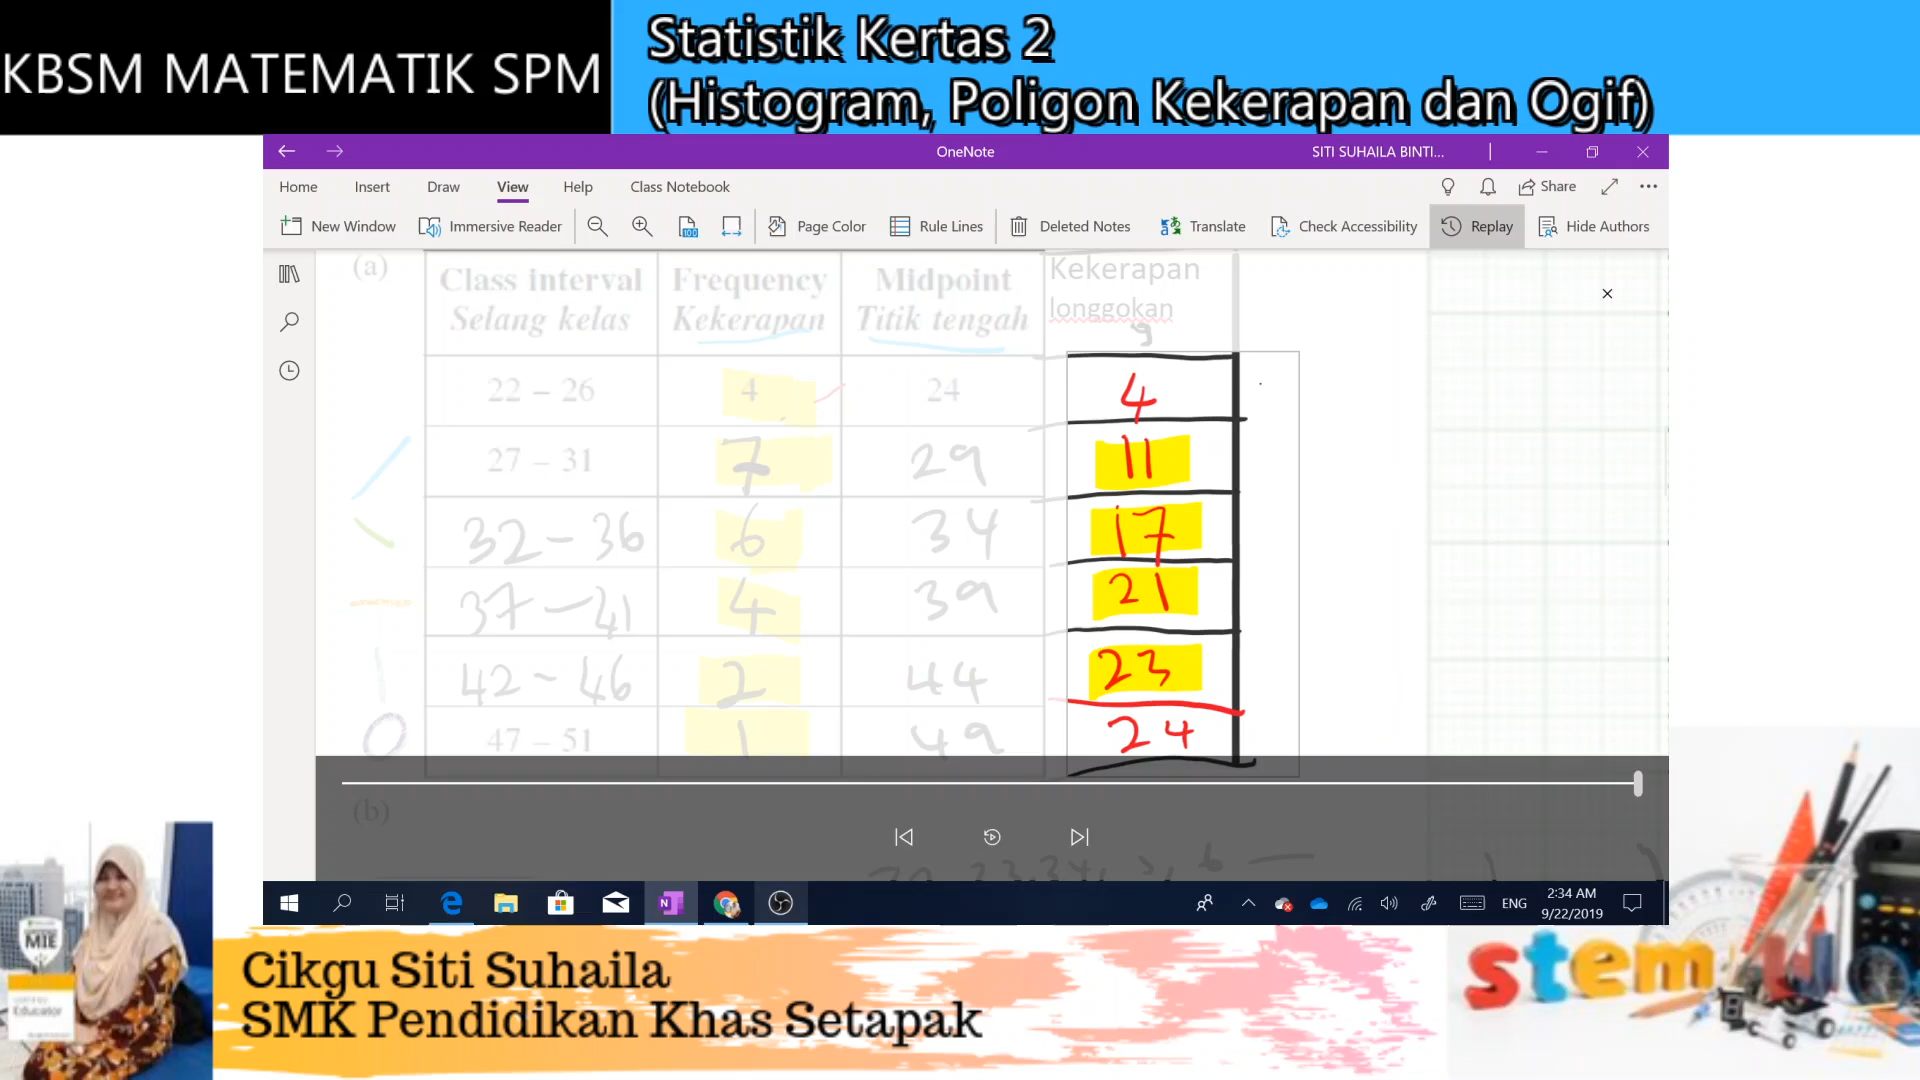 KBSM MATEMATIK SPM
Statistik Kertas 2
(Histogram, Poligon Kekerapan dan Ogif)
OneNote
SITI SUHAILA BINTI...
Home Insert Draw View Help Class Notebook
Share
New Window Immersive Reader Page Color Rule Lines Deleted Notes Translate Check Accessibility Replay Hide Authors
(a)
Class interval Frequency Midpoint Kekerapan
Selang kelas Kekerapan Titik tengah longgokan
22 – 26 4 24 4
27 – 31 7 29 11
32 – 36 6 34 17
37 – 41 4 39 21
42 – 46 2 44 23
47 – 51 1 49 24
(b)
ENG
2:34 AM
9/22/2019
MIE
Educator
Cikgu Siti Suhaila
SMK Pendidikan Khas Setapak
stem